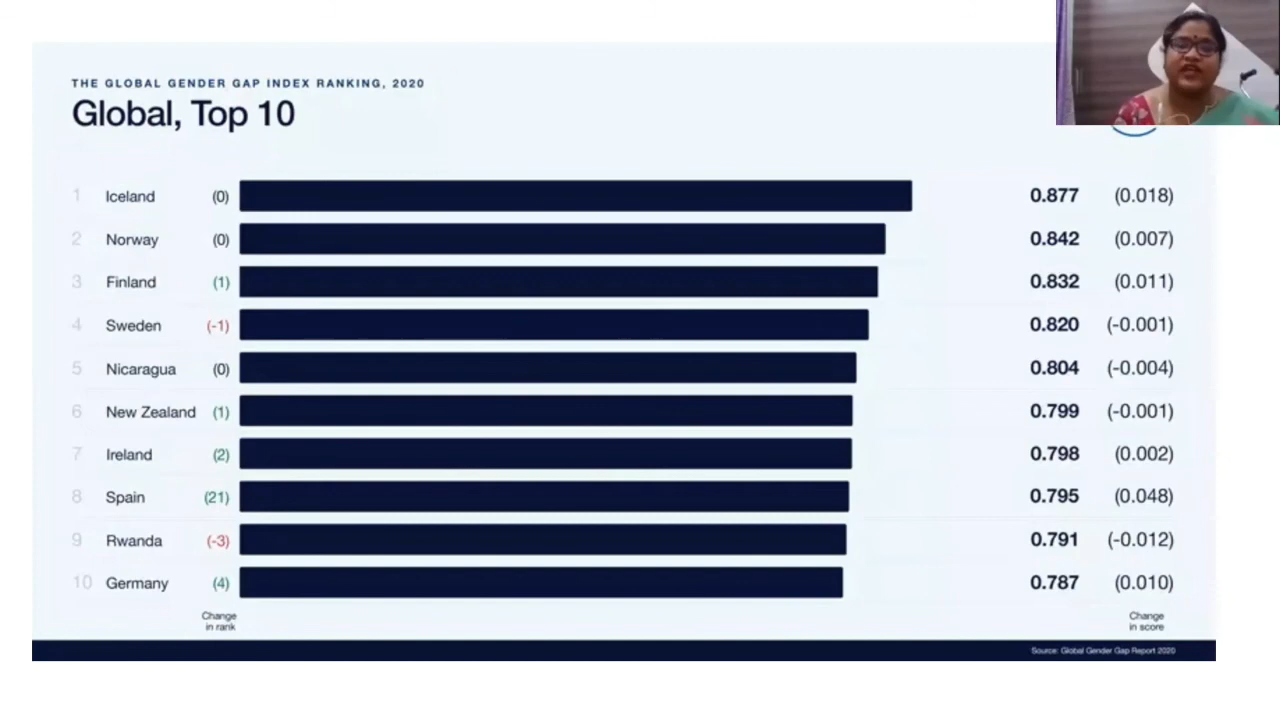 THE GLOBAL GENDER GAP INDEX RANKING, 2020
Global, Top 10
1 Iceland (0) 0.877 (0.018)
2 Norway (0) 0.842 (0.007)
3 Finland (1) 0.832 (0.011)
4 Sweden (-1) 0.820 (-0.001)
5 Nicaragua (0) 0.804 (-0.004)
6 New Zealand (1) 0.799 (-0.001)
7 Ireland (2) 0.798 (0.002)
8 Spain (21) 0.795 (0.048)
9 Rwanda (-3) 0.791 (-0.012)
10 Germany (4) 0.787 (0.010)
Change
in rank
Change
in score
Source: Global Gender Gap Report 2020